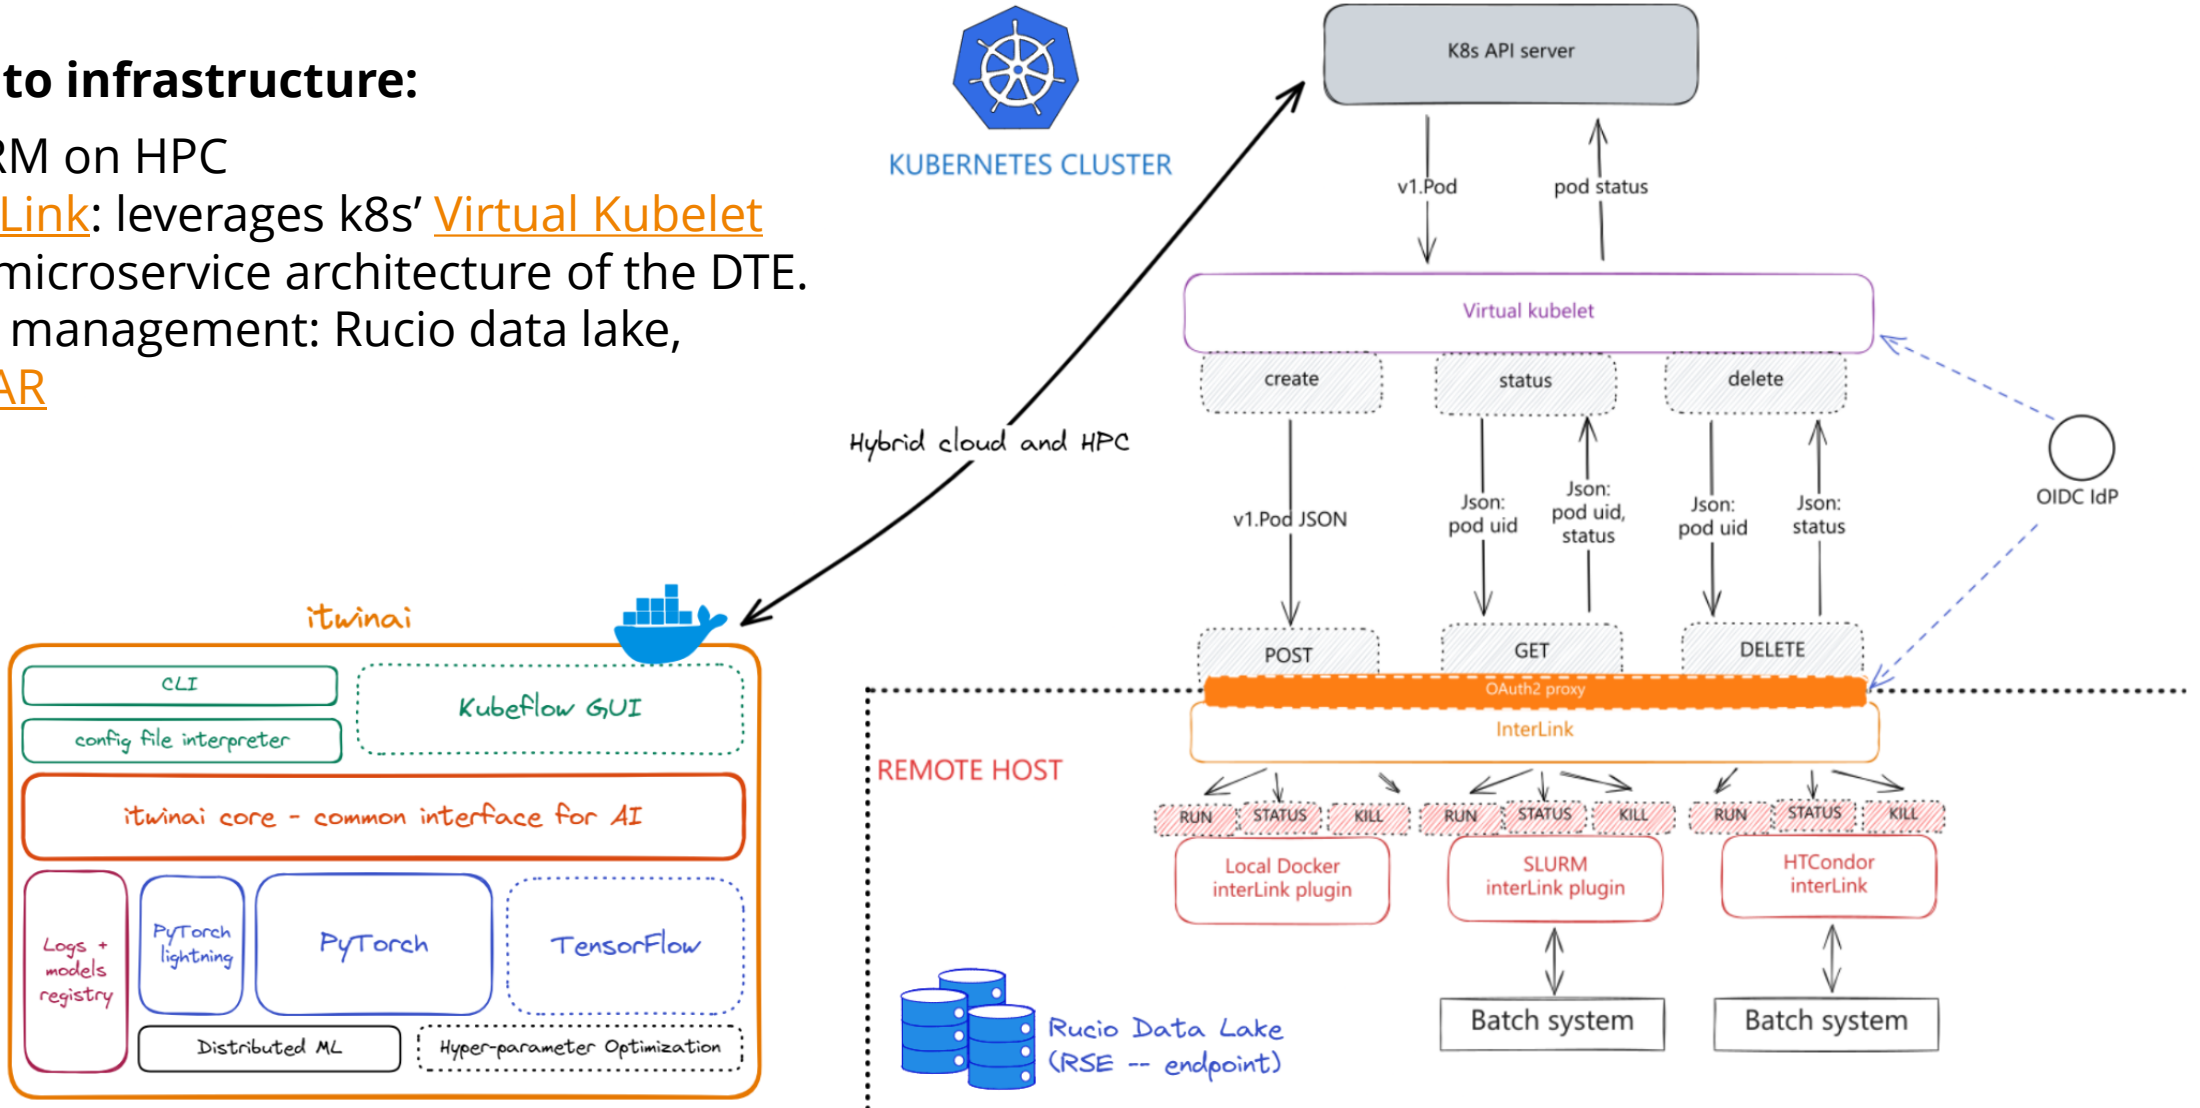 to infrastructure:
RM on HPC
Link: leverages k8s’ Virtual Kubelet
microservice architecture of the DTE.
management: Rucio data lake,
AR
KUBERNETES CLUSTER
K8s API server
v1.Pod
pod status
Virtual kubelet
create
status
delete
Hybrid cloud and HPC
v1.Pod JSON
Json:
pod uid
Json:
pod uid,
status
Json:
pod uid
Json:
status
OIDC IdP
POST
GET
DELETE
OAuth2 proxy
InterLink
REMOTE HOST
RUN
STATUS
KILL
RUN
STATUS
KILL
RUN
STATUS
KILL
Local Docker
interLink plugin
SLURM
interLink plugin
HTCondor
interLink
Batch system
Batch system
Rucio Data Lake
(RSE -- endpoint)
itwinai
CLI
config file interpreter
Kubeflow GUI
itwinai core - common interface for AI
Logs +
models
registry
PyTorch
lightning
PyTorch
TensorFlow
Distributed ML
Hyper-parameter Optimization